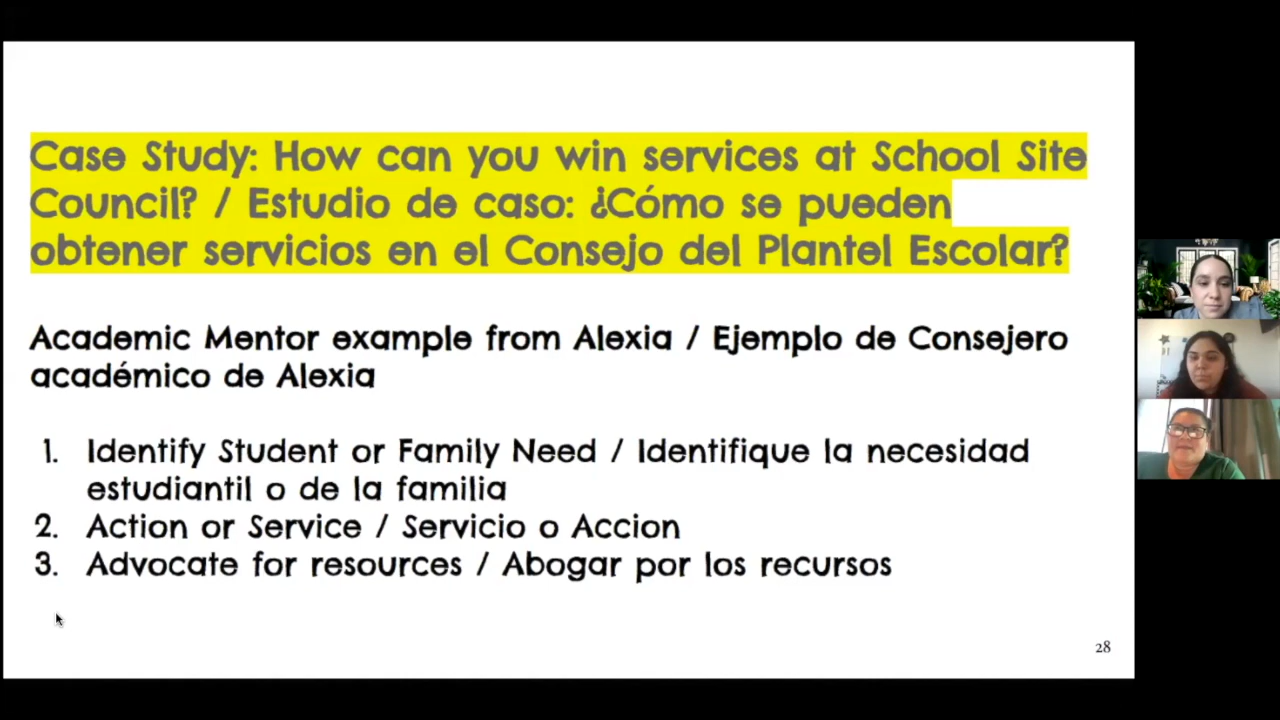 Case Study: How can you win services at School Site
Council? / Estudio de caso: ¿Cómo se pueden
obtener servicios en el Consejo del Plantel Escolar?
Academic Mentor example from Alexia / Ejemplo de Consejero
académico de Alexia
1. Identify Student or Family Need / Identifique la necesidad
estudiantil o de la familia
2. Action or Service / Servicio o Accion
3. Advocate for resources / Abogar por los recursos
28